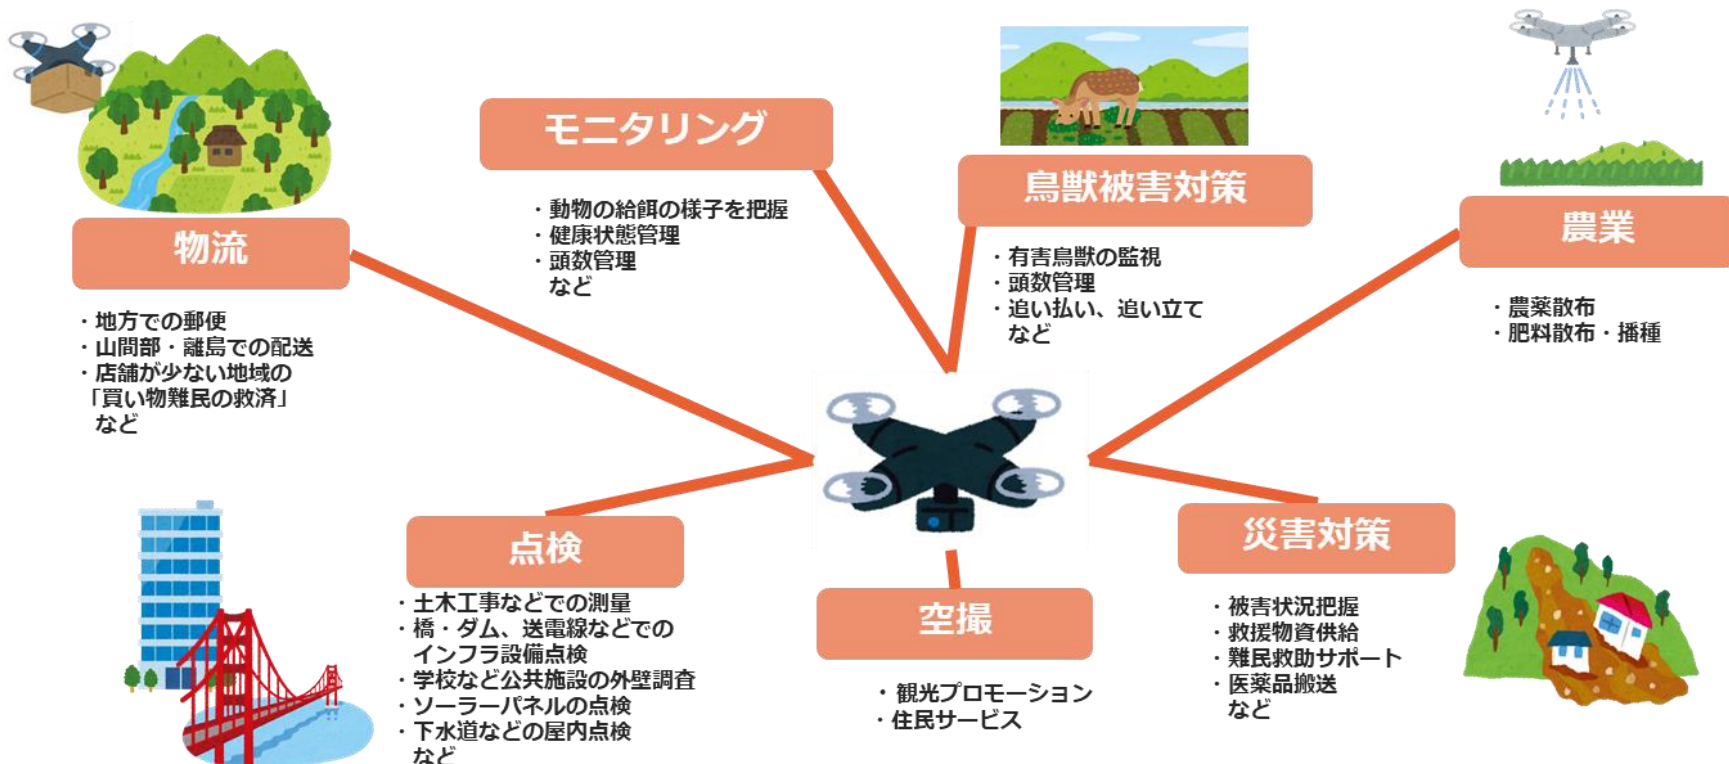 モニタリング
・動物の給餌の様子を把握
・健康状態管理
・頭数管理
など
鳥獣被害対策
・有害鳥獣の監視
・頭数管理
・追い払い、追い立て
など
農業
・農薬散布
・肥料散布・播種
物流
・地方での郵便
・山間部・離島での配送
・店舗が少ない地域の
「買い物難民の救済」
など
点検
・土木工事などでの測量
・橋・ダム、送電線などでの
インフラ設備点検
・学校など公共施設の外壁調査
・ソーラーパネルの点検
・下水道などの屋内点検
など
空撮
・観光プロモーション
・住民サービス
災害対策
・被害状況把握
・救援物資供給
・難民救助サポート
・医薬品搬送
など